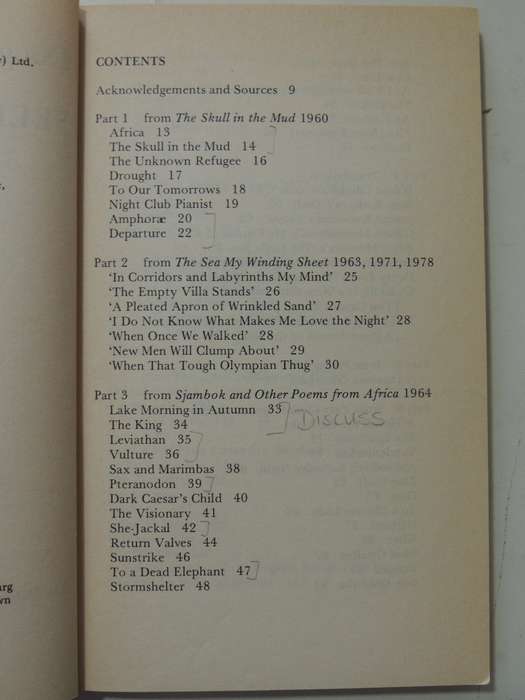 ) Ltd.
CONTENTS
Acknowledgements and Sources 9
Part 1 from The Skull in the Mud 1960
Africa 13
The Skull in the Mud 14
The Unknown Refugee 16
Drought 17
To Our Tomorrows 18
Night Club Pianist 19
Amphoræ 20
Departure 22
Part 2 from The Sea My Winding Sheet 1963, 1971, 1978
‘In Corridors and Labyrinths My Mind’ 25
‘The Empty Villa Stands’ 26
‘A Pleated Apron of Wrinkled Sand’ 27
‘I Do Not Know What Makes Me Love the Night’ 28
‘When Once We Walked’ 28
‘New Men Will Clump About’ 29
‘When That Tough Olympian Thug’ 30
Part 3 from Sjambok and Other Poems from Africa 1964
Lake Morning in Autumn 33
The King 34
DISCUSS
Leviathan 35
Vulture 36
Sax and Marimbas 38
Pteranodon 39
Dark Caesar's Child 40
The Visionary 41
She-Jackal 42
Return Valves 44
Sunstrike 46
To a Dead Elephant 47
Stormshelter 48